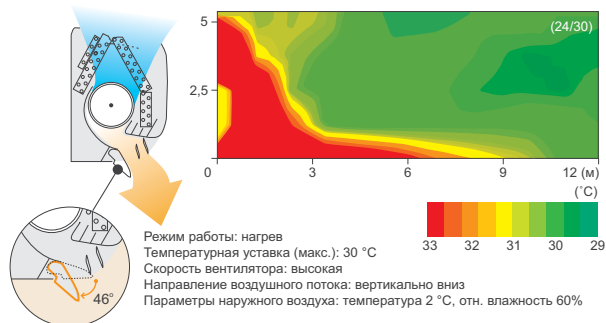 5
(24/30)
2,5
0
0
3
6
9
12 (м)
(˚C)
33
32
31
30
29
46°
Режим работы: нагрев
Температурная уставка (макс.): 30 °C
Скорость вентилятора: высокая
Направление воздушного потока: вертикально вниз
Параметры наружного воздуха: температура 2 °C, отн. влажность 60%